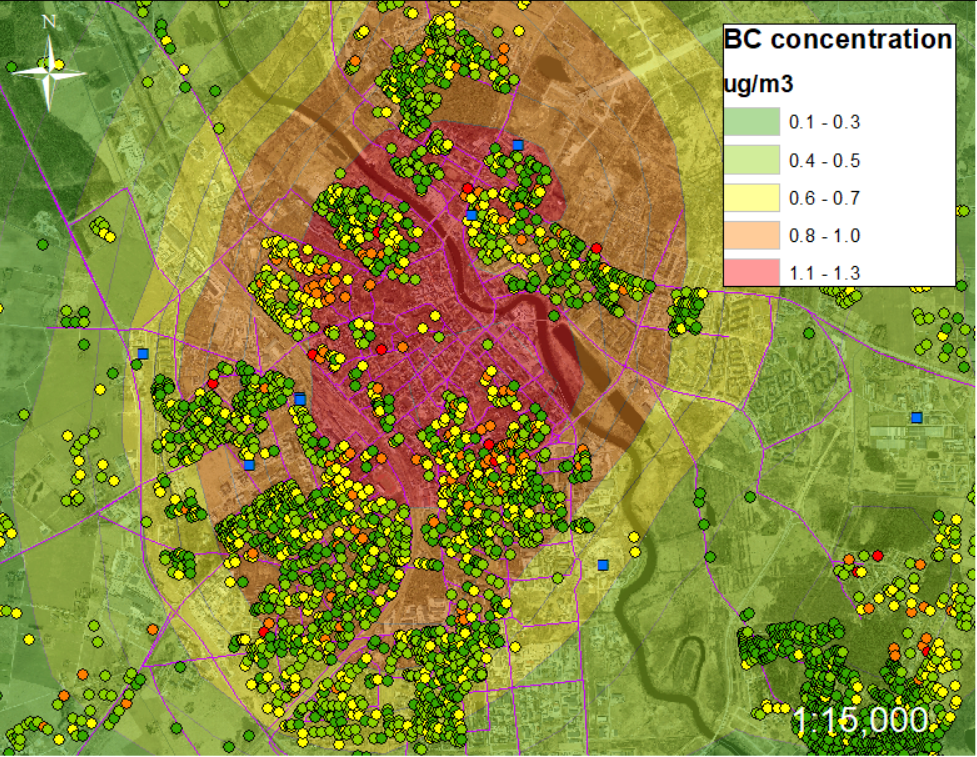 N
BC concentration
ug/m3
0.1 - 0.3
0.4 - 0.5
0.6 - 0.7
0.8 - 1.0
1.1 - 1.3
1:15,000